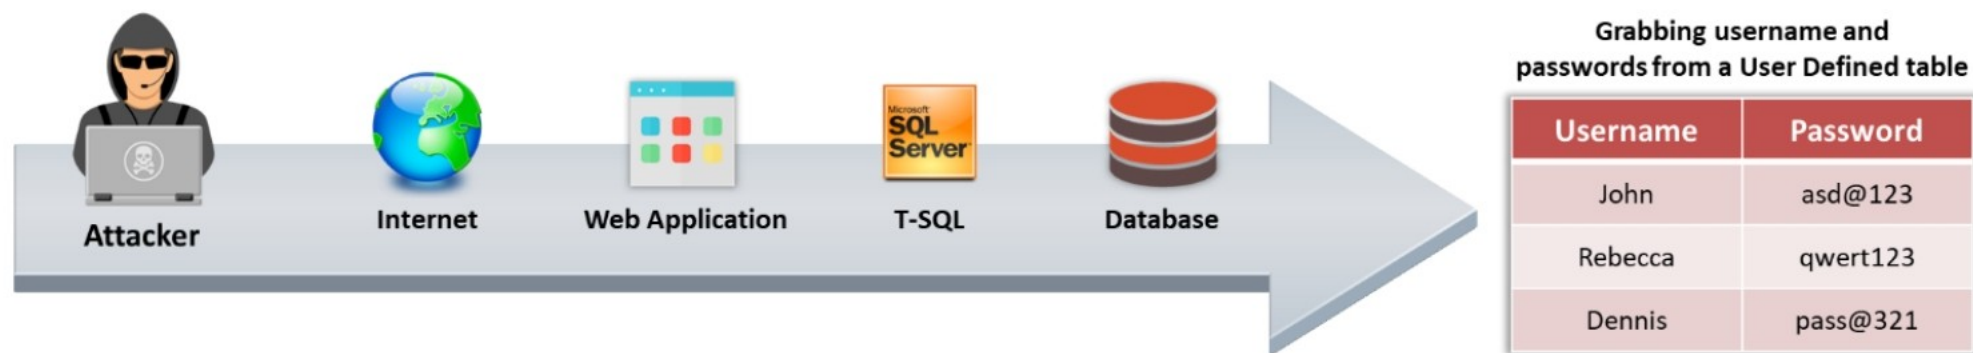 Attacker
Internet
Web Application
Microsoft
SQL
Server
T-SQL
Database
Grabbing username and
passwords from a User Defined table
Username Password
John asd@123
Rebecca qwert123
Dennis pass@321